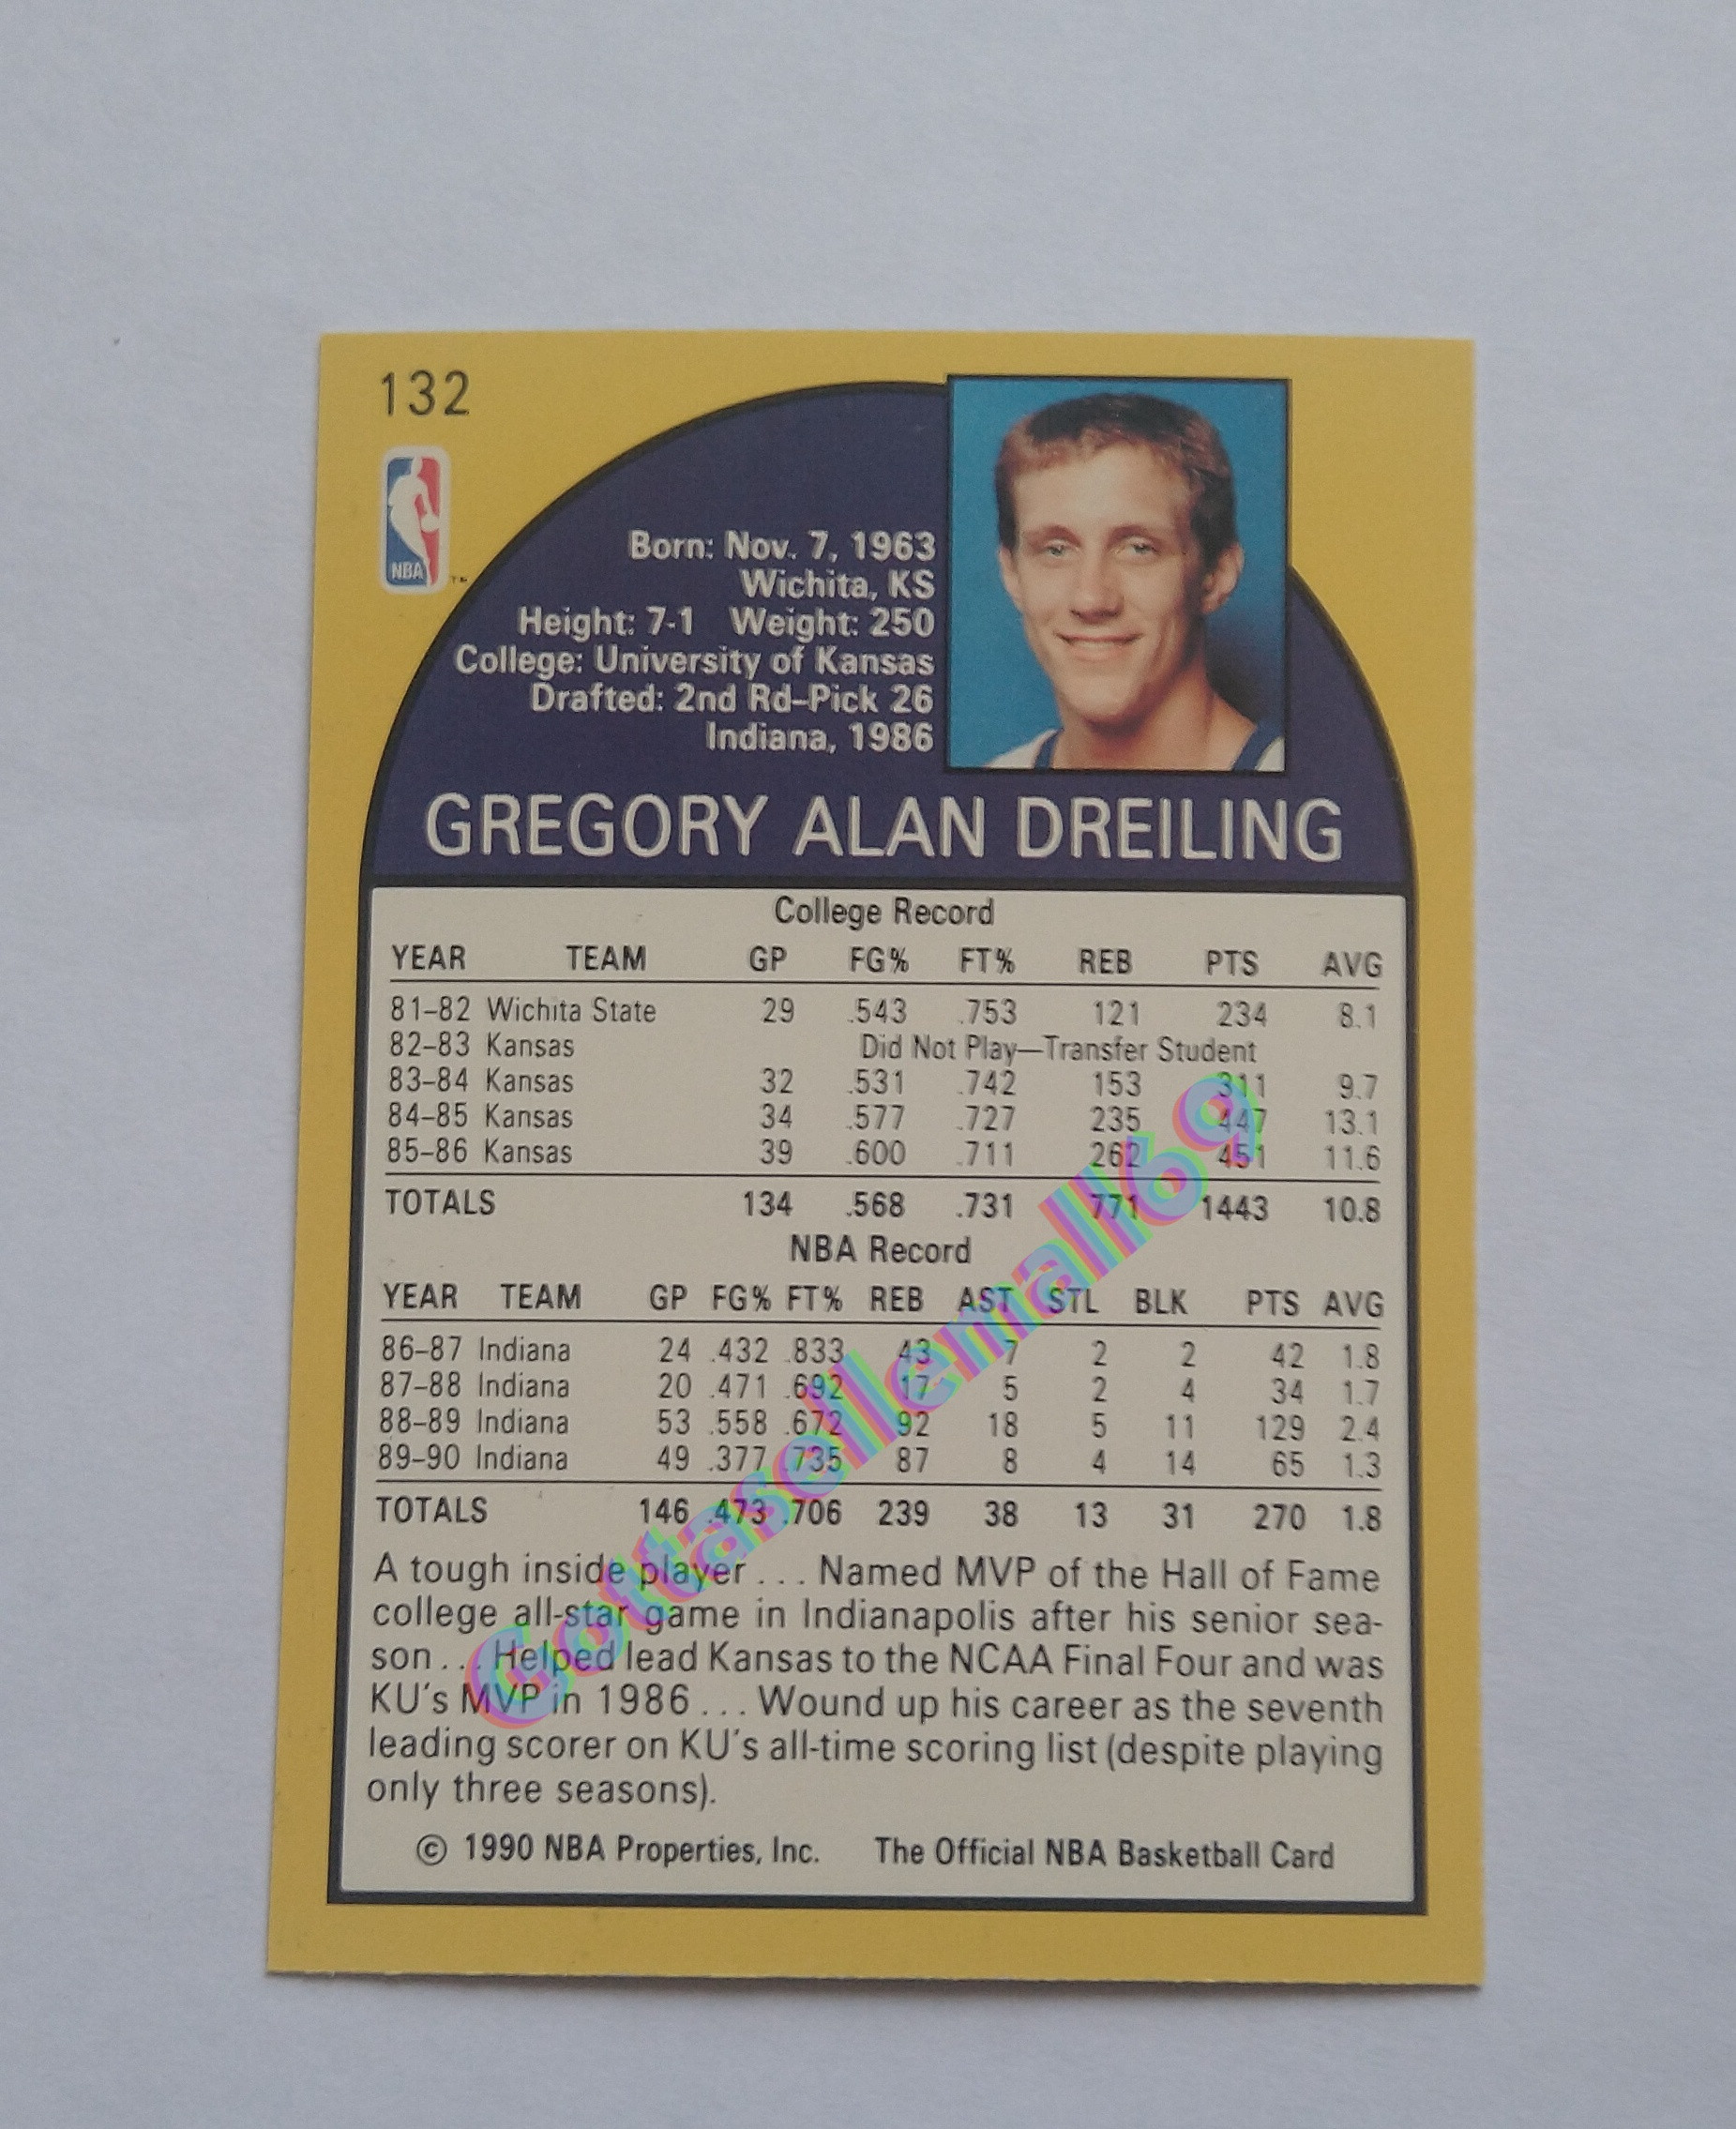 132
NBA
TM
Born: Nov. 7, 1963
Wichita, KS
Height: 7-1 Weight: 250
College: University of Kansas
Drafted: 2nd Rd–Pick 26
Indiana, 1986
GREGORY ALAN DREILING
College Record
YEAR TEAM GP FG% FT% REB PTS AVG
81–82 Wichita State 29 .543 .753 121 234 8.1
82–83 Kansas Did Not Play—Transfer Student
83–84 Kansas 32 .531 .742 153 311 9.7
84–85 Kansas 34 .577 .727 235 447 13.1
85–86 Kansas 39 .600 .711 262 451 11.6
TOTALS 134 .568 .731 771 1443 10.8
NBA Record
YEAR TEAM GP FG% FT% REB AST STL BLK PTS AVG
86–87 Indiana 24 .432 .833 43 7 2 2 42 1.8
87–88 Indiana 20 .471 .692 17 5 2 4 34 1.7
88–89 Indiana 53 .558 .672 92 18 5 11 129 2.4
89–90 Indiana 49 .377 .735 87 8 4 14 65 1.3
TOTALS 146 .473 .706 239 38 13 31 270 1.8
A tough inside player . . . Named MVP of the Hall of Fame
college all-star game in Indianapolis after his senior sea-
son . . . Helped lead Kansas to the NCAA Final Four and was
KU's MVP in 1986 . . . Wound up his career as the seventh
leading scorer on KU's all-time scoring list (despite playing
only three seasons).
© 1990 NBA Properties, Inc. The Official NBA Basketball Card
Gottasellemall69